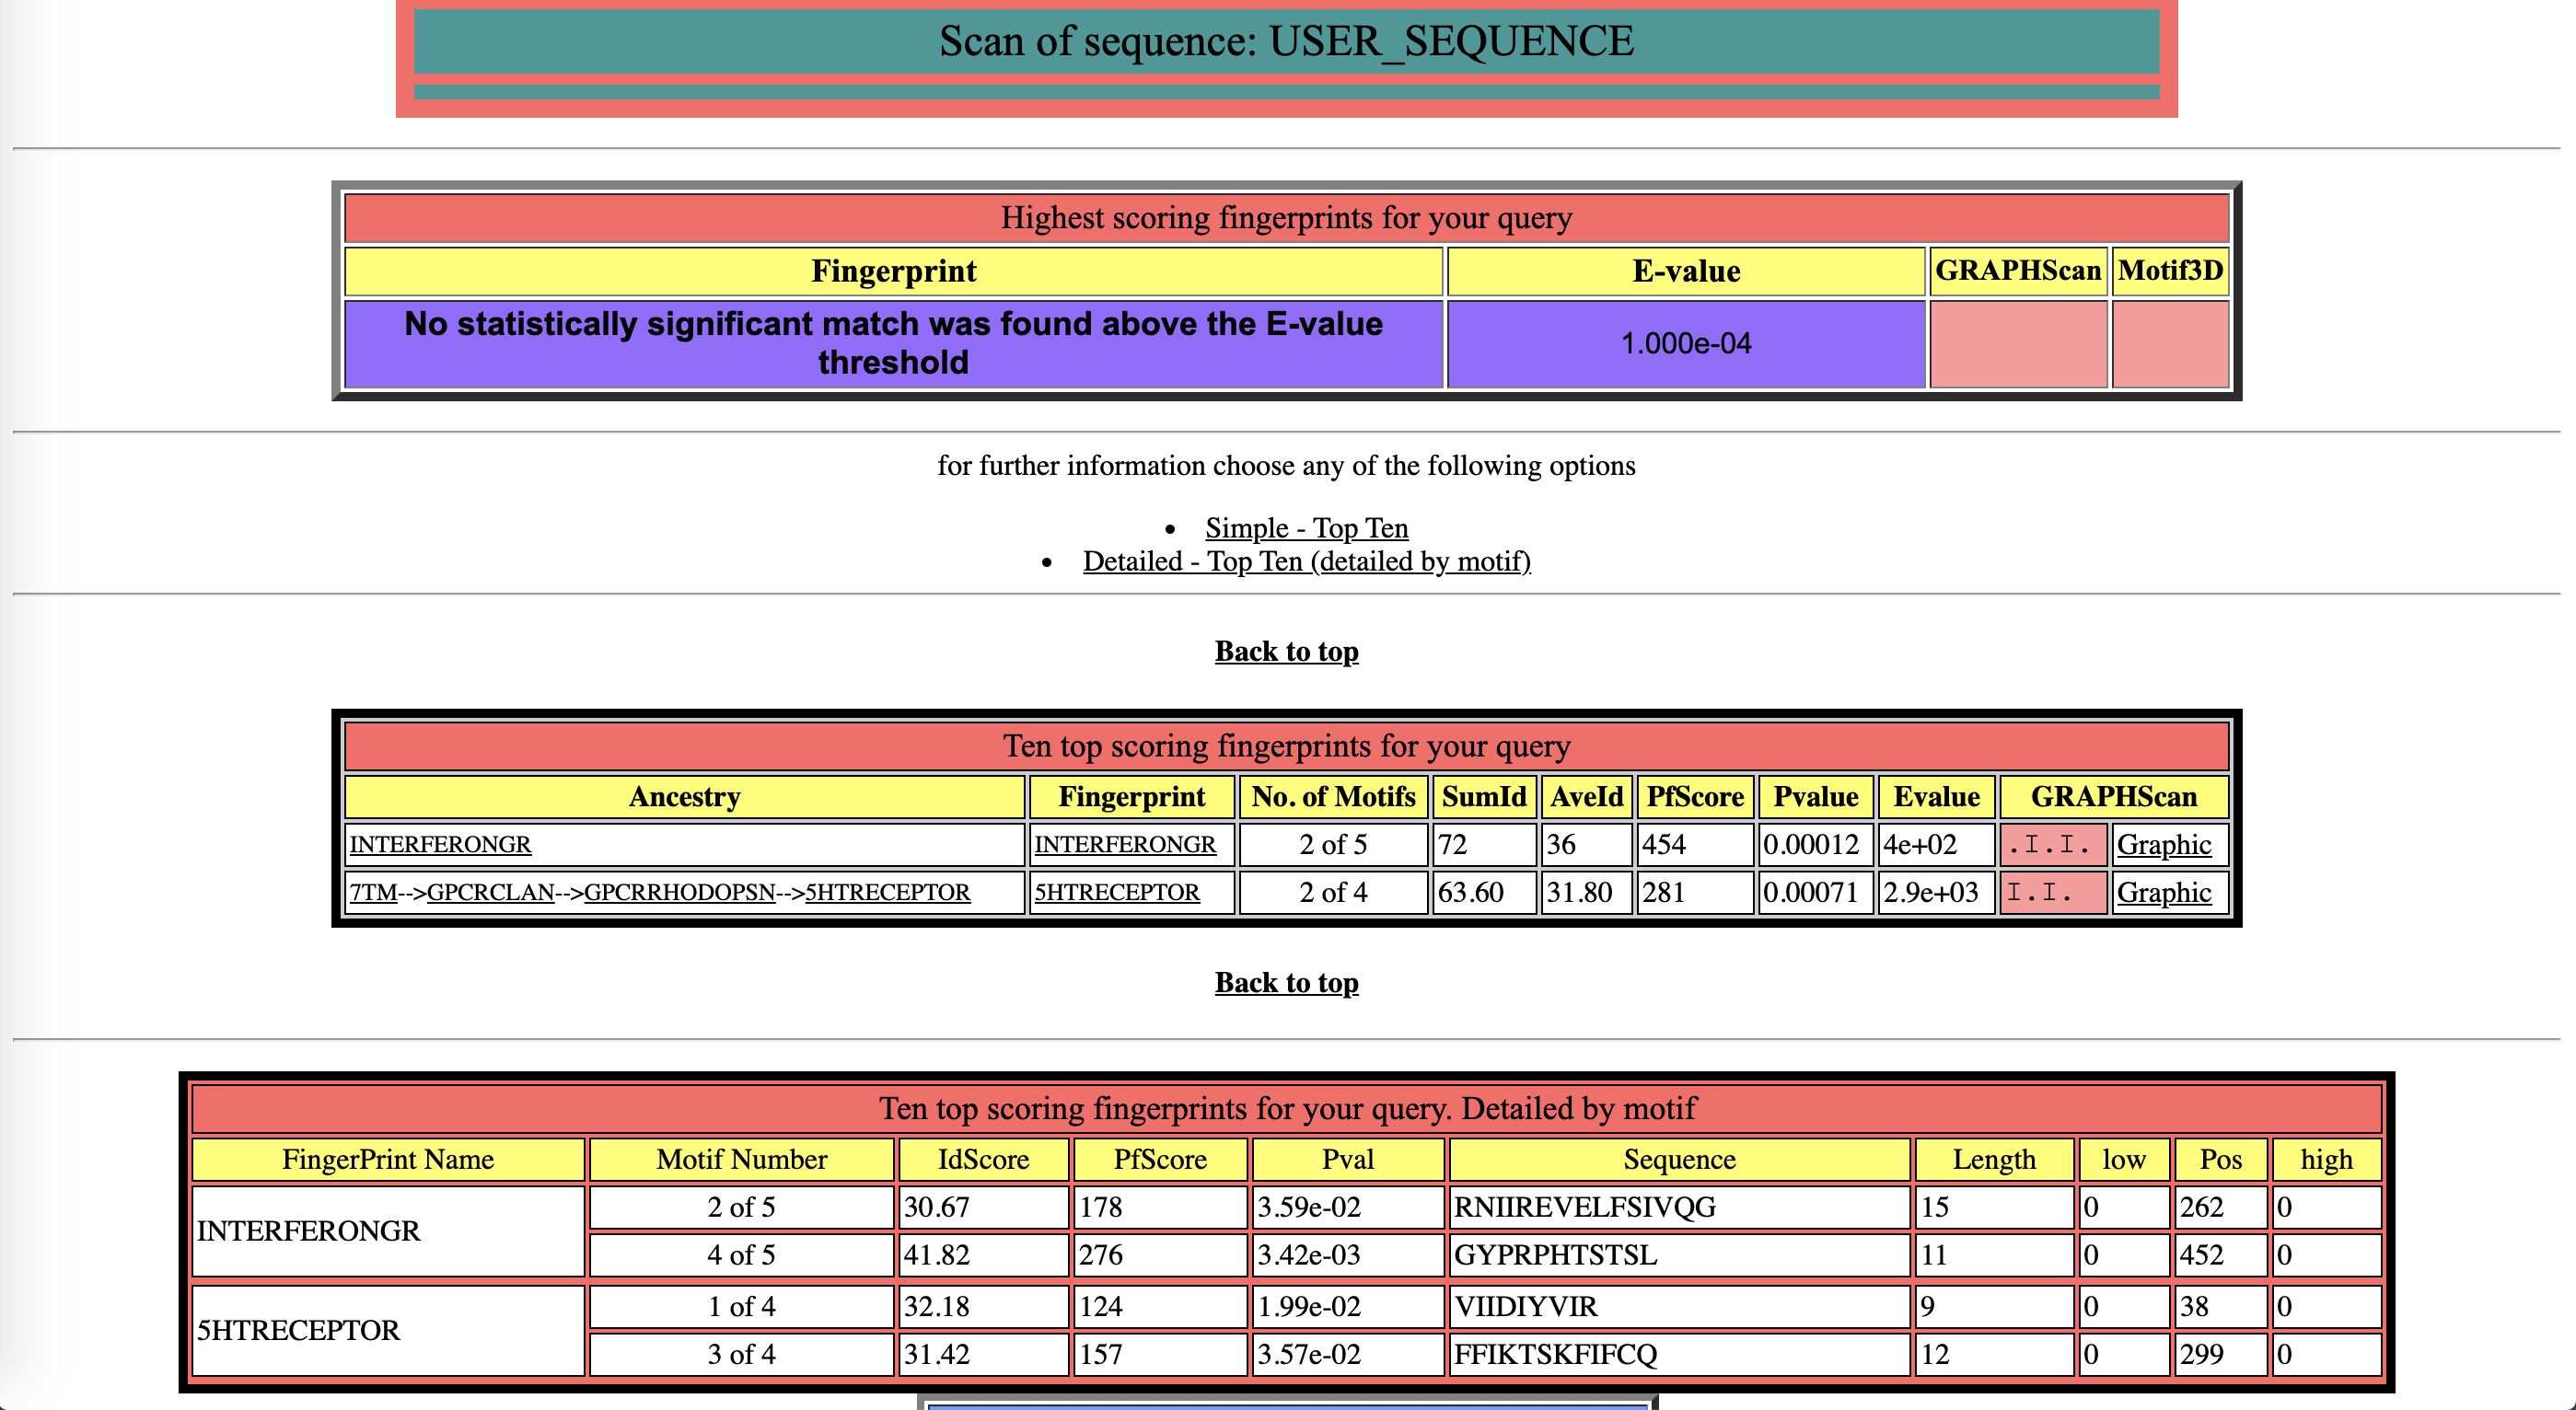 Scan of sequence: USER_SEQUENCE
Highest scoring fingerprints for your query
Fingerprint E-value GRAPHScan Motif3D
No statistically significant match was found above the E-value
threshold 1.000e-04
for further information choose any of the following options
• Simple - Top Ten
• Detailed - Top Ten (detailed by motif)
Back to top
Ten top scoring fingerprints for your query
Ancestry Fingerprint No. of Motifs SumId AveId PfScore Pvalue Evalue GRAPHScan
INTERFERONGR INTERFERONGR 2 of 5 72 36 454 0.00012 4e+02 .I.I. Graphic
7TM-->GPCRCLAN-->GPCRRHODOPSN-->5HTRECEPTOR 5HTRECEPTOR 2 of 4 63.60 31.80 281 0.00071 2.9e+03 I.I. Graphic
Back to top
Ten top scoring fingerprints for your query. Detailed by motif
FingerPrint Name Motif Number IdScore PfScore Pval Sequence Length low Pos high
INTERFERONGR 2 of 5 30.67 178 3.59e-02 RNIIREVELFSIVQG 15 0 262 0
4 of 5 41.82 276 3.42e-03 GYPRPHTSTSL 11 0 452 0
5HTRECEPTOR 1 of 4 32.18 124 1.99e-02 VIIDIYVIR 9 0 38 0
3 of 4 31.42 157 3.57e-02 FFIKTSKFIFCQ 12 0 299 0